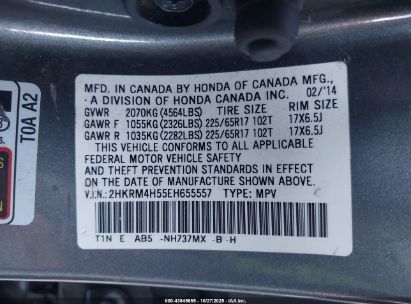 MFD. IN CANADA BY HONDA OF CANADA MFG.,
A DIVISION OF HONDA CANADA INC. 02/'14
GVWR 2070KG (4564LBS) TIRE SIZE RIM SIZE
GAWR F 1055KG (2326LBS) 225/65R17 102T 17X6.5J
GAWR R 1035KG (2282LBS) 225/65R17 102T 17X6.5J
THIS VEHICLE CONFORMS TO ALL APPLICABLE
FEDERAL MOTOR VEHICLE SAFETY AND
THEFT PREVENTION STANDARDS IN EFFECT ON
THE DATE OF MANUFACTURE SHOWN ABOVE.
V.I.N.: 2HKRM4H55EH655557 TYPE: MPV
T1N E AB5 -NH737MX -B -H
T0A A2
000-43545655 - 10/27/2025 - IAAI US